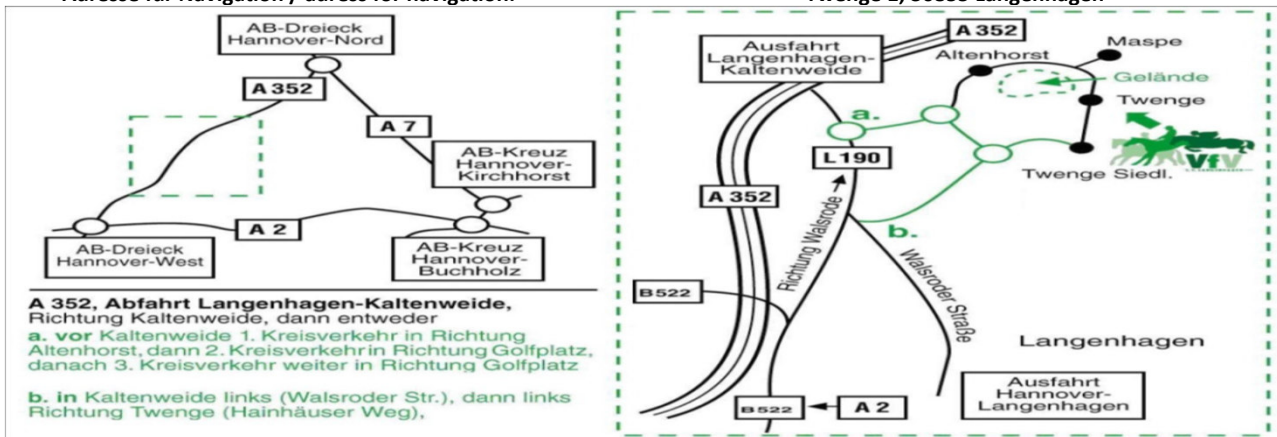 AB-Dreieck
Hannover-Nord
A 352
A 7
AB-Kreuz
Hannover-
Kirchhorst
A 2
AB-Dreieck
Hannover-West
AB-Kreuz
Hannover-
Buchholz
A 352, Abfahrt Langenhagen-Kaltenweide,
Richtung Kaltenweide, dann entweder
a. vor Kaltenweide 1. Kreisverkehr in Richtung
Altenhorst, dann 2. Kreisverkehr in Richtung Golfplatz,
danach 3. Kreisverkehr weiter in Richtung Golfplatz
b. in Kaltenweide links (Walsroder Str.), dann links
Richtung Twenge (Hainhäuser Weg),
Ausfahrt
Langenhagen-
Kaltenweide
A 352
Altenhorst
Maspe
Gelände
Twenge
a.
L 190
VfV
Twenge Siedl.
A 352
Richtung Walsrode
b.
Walsroder Straße
B522
Langenhagen
Ausfahrt
Hannover-
Langenhagen
B522
A 2